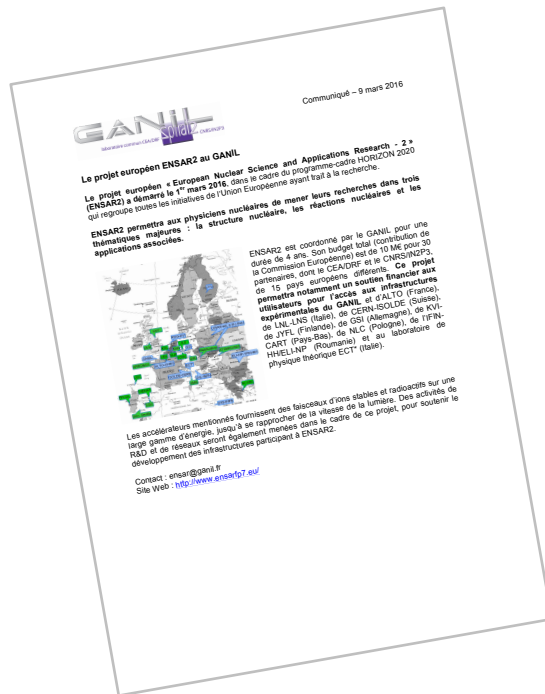 Communiqué – 9 mars 2016
GANIL
spiral2
laboratoire commun CEA/DRF
CNRS/IN2P3
Le projet européen ENSAR2 au GANIL
Le projet européen « European Nuclear Science and Applications Research - 2 »
(ENSAR2) a démarré le 1er mars 2016, dans le cadre du programme-cadre HORIZON 2020
qui regroupe toutes les initiatives de l'Union Européenne ayant trait à la recherche.
ENSAR2 permettra aux physiciens nucléaires de mener leurs recherches dans trois
thématiques majeures : la structure nucléaire, les réactions nucléaires et les
applications associées.
ENSAR2 est coordonné par le GANIL pour une
durée de 4 ans. Son budget total (contribution de
la Commission Européenne) est de 10 M€ pour 30
partenaires, dont le CEA/DRF et le CNRS/IN2P3,
de 15 pays européens différents. Ce projet
permettra notamment un soutien financier aux
utilisateurs pour l'accès aux infrastructures
expérimentales du GANIL et d'ALTO (France),
de LNL-LNS (Italie), de CERN-ISOLDE (Suisse),
de JYFL (Finlande), de GSI (Allemagne), de KVI-
CART (Pays-Bas), de NLC (Pologne), de l'IFIN-
HH/ELI-NP (Roumanie) et au laboratoire de
physique théorique ECT* (Italie).
Les accélérateurs mentionnés fournissent des faisceaux d'ions stables et radioactifs sur une
large gamme d'énergie, jusqu'à se rapprocher de la vitesse de la lumière. Des activités de
R&D et de réseaux seront également menées dans le cadre de ce projet, pour soutenir le
développement des infrastructures participant à ENSAR2.
Contact : ensar@ganil.fr
Site Web : http://www.ensarfp7.eu/